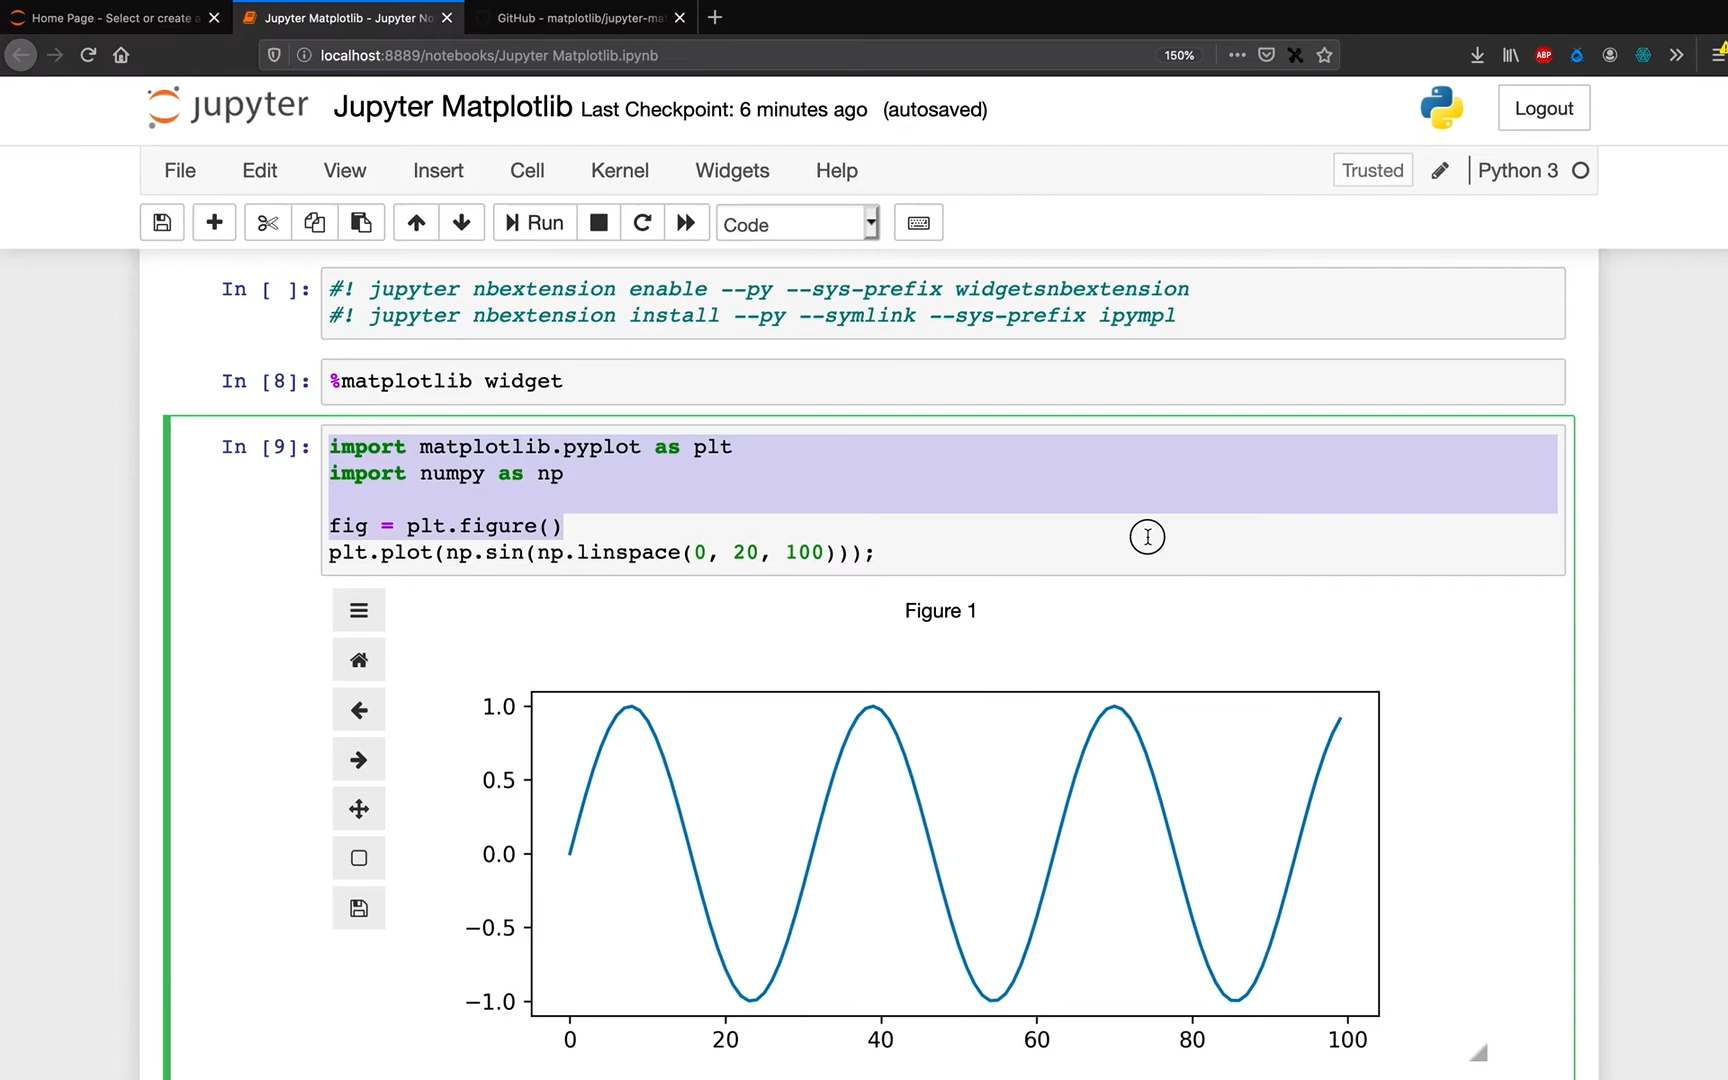 Home Page - Select or create a
Jupyter Matplotlib - Jupyter No
GitHub - matplotlib/jupyter-mat
localhost:8889/notebooks/Jupyter Matplotlib.ipynb
150%
ABP
jupyter
Jupyter Matplotlib Last Checkpoint: 6 minutes ago (autosaved)
Logout
File Edit View Insert Cell Kernel Widgets Help
Trusted
Python 3
Run
Code
In [ ]:
#! jupyter nbextension enable --py --sys-prefix widgetsnbextension
#! jupyter nbextension install --py --symlink --sys-prefix ipympl
In [8]:
%matplotlib widget
In [9]:
import matplotlib.pyplot as plt
import numpy as np
fig = plt.figure()
plt.plot(np.sin(np.linspace(0, 20, 100)));
Figure 1
1.0
0.5
0.0
−0.5
−1.0
0 20 40 60 80 100